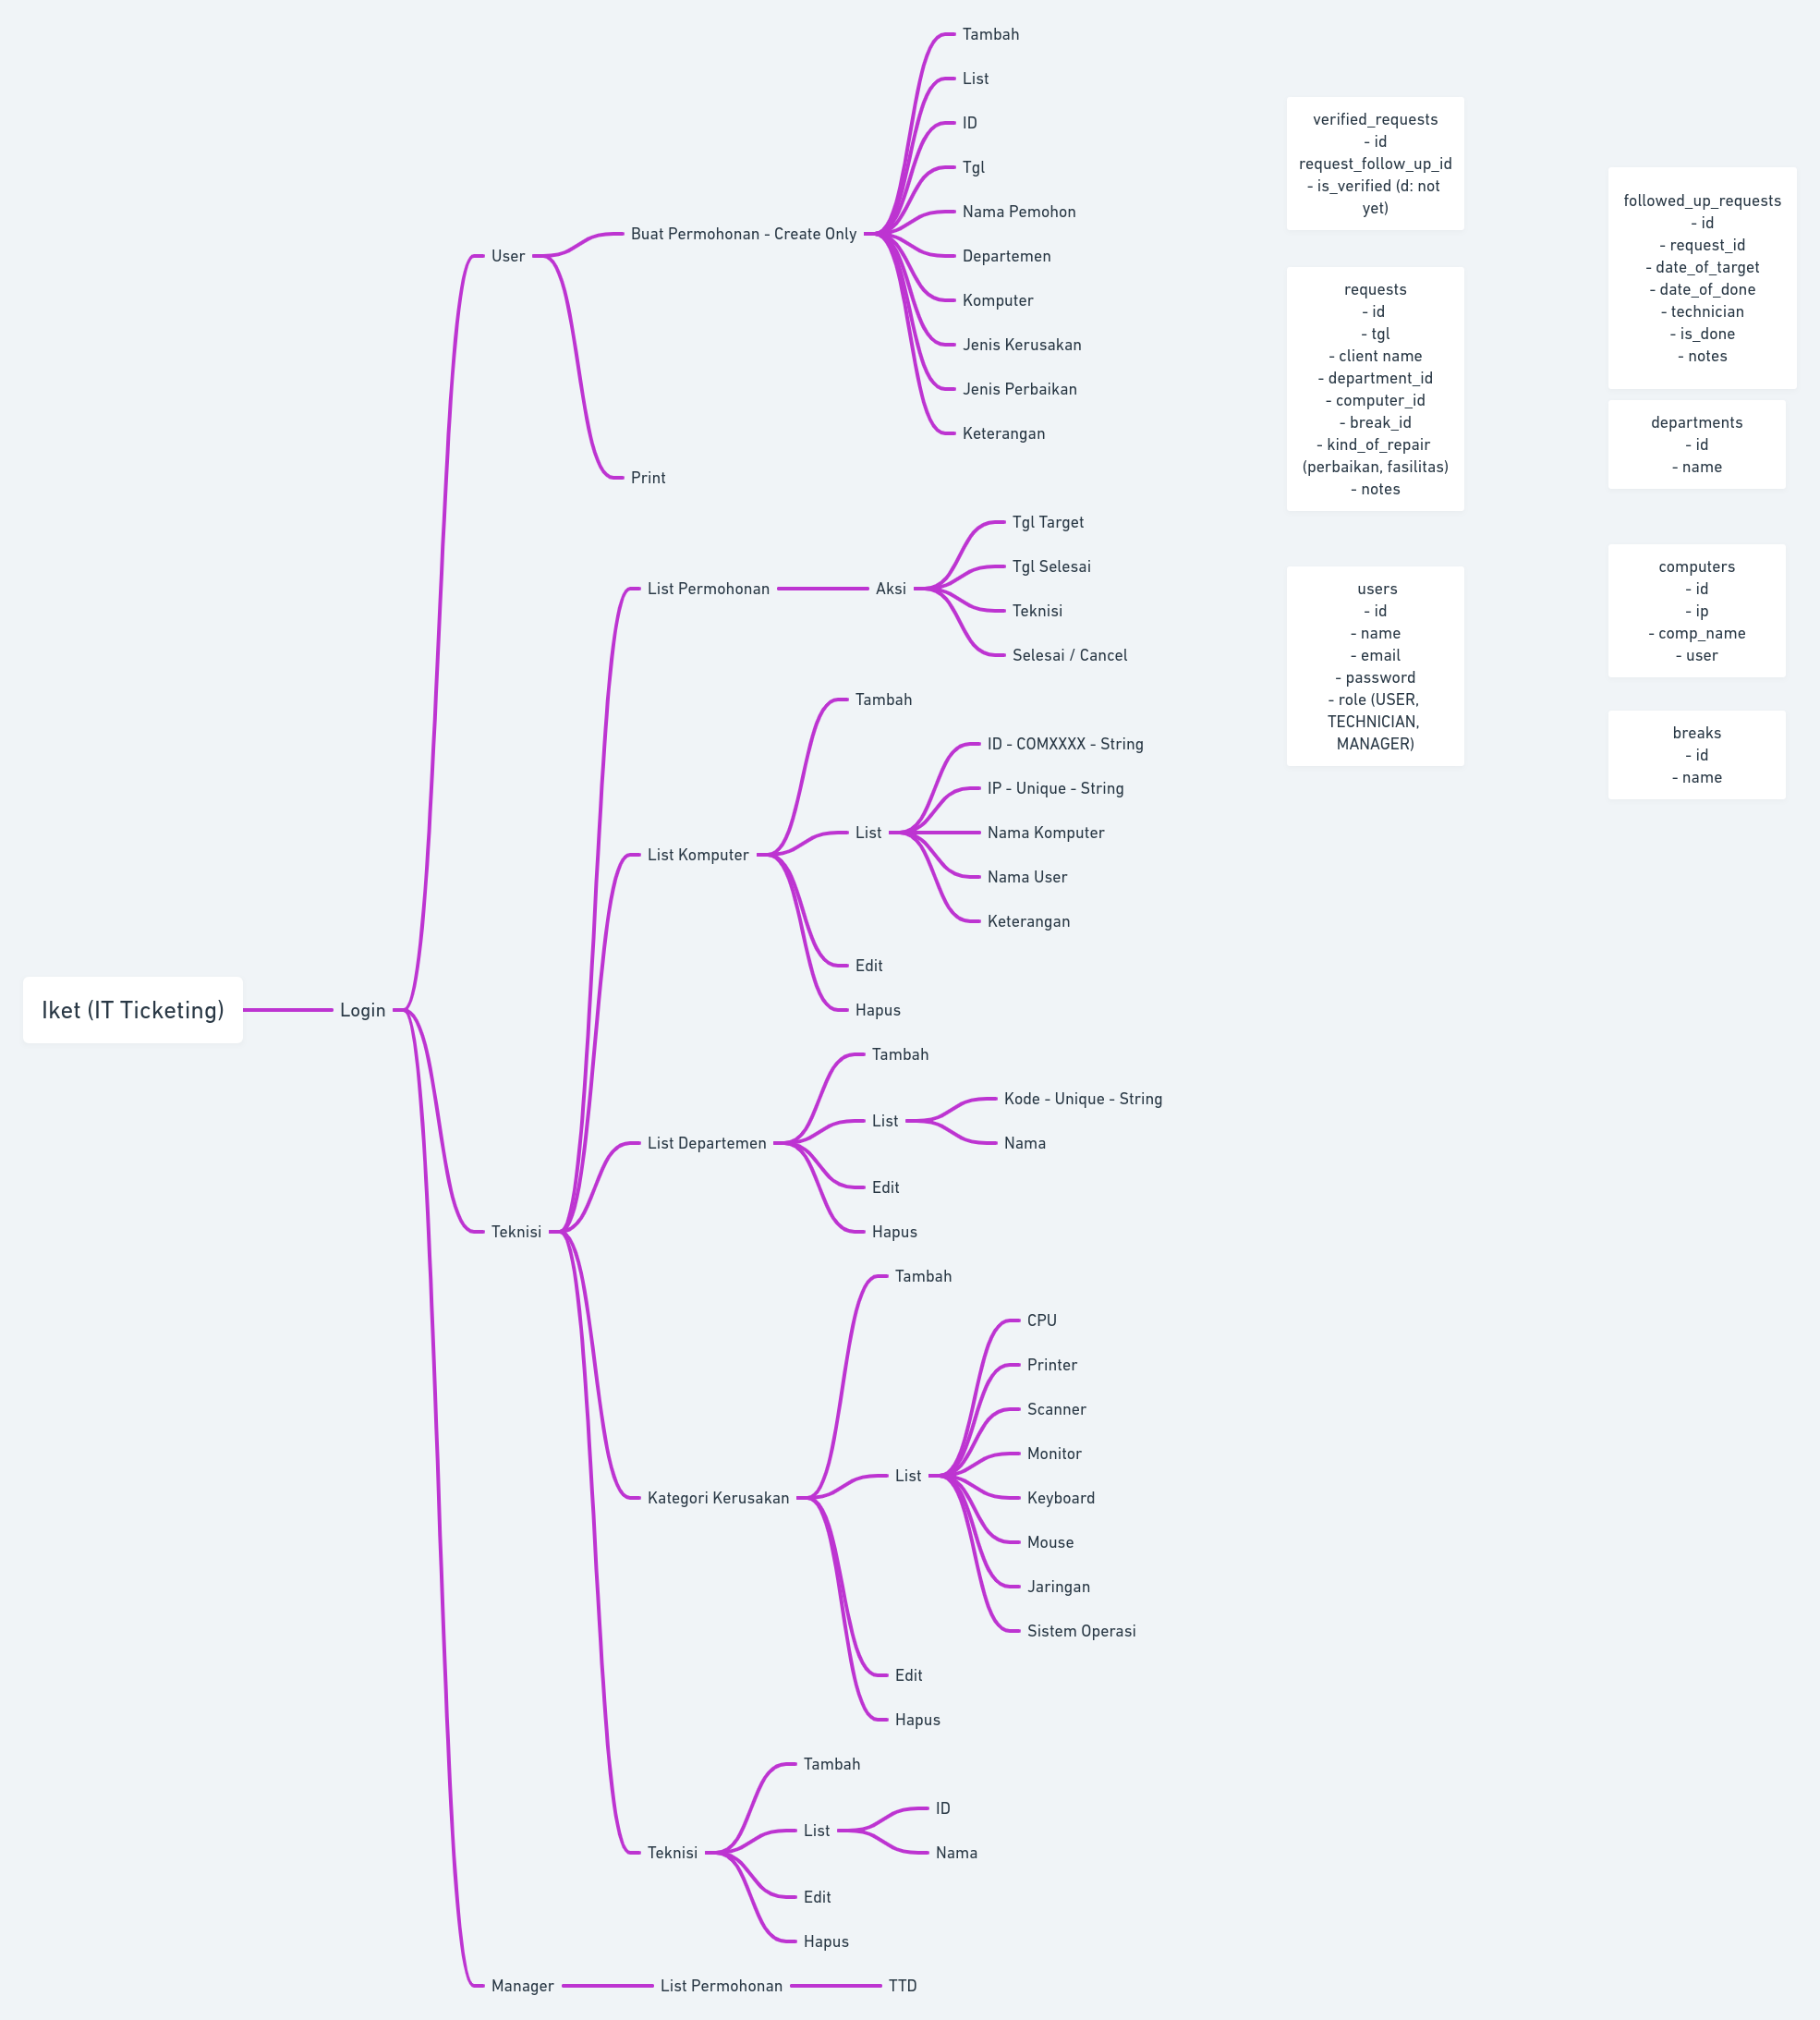 Iket (IT Ticketing)
Login
User
Buat Permohonan - Create Only
Tambah
List
ID
Tgl
Nama Pemohon
Departemen
Komputer
Jenis Kerusakan
Jenis Perbaikan
Keterangan
Print
Teknisi
List Permohonan
Aksi
Tgl Target
Tgl Selesai
Teknisi
Selesai / Cancel
List Komputer
Tambah
List
ID - COMXXXX - String
IP - Unique - String
Nama Komputer
Nama User
Keterangan
Edit
Hapus
List Departemen
Tambah
List
Kode - Unique - String
Nama
Edit
Hapus
Kategori Kerusakan
Tambah
List
CPU
Printer
Scanner
Monitor
Keyboard
Mouse
Jaringan
Sistem Operasi
Edit
Hapus
Teknisi
Tambah
List
ID
Nama
Edit
Hapus
Manager
List Permohonan
TTD
verified_requests
- id
request_follow_up_id
- is_verified (d: not
yet)
requests
- id
- tgl
- client name
- department_id
- computer_id
- break_id
- kind_of_repair
(perbaikan, fasilitas)
- notes
users
- id
- name
- email
- password
- role (USER,
TECHNICIAN,
MANAGER)
followed_up_requests
- id
- request_id
- date_of_target
- date_of_done
- technician
- is_done
- notes
departments
- id
- name
computers
- id
- ip
- comp_name
- user
breaks
- id
- name